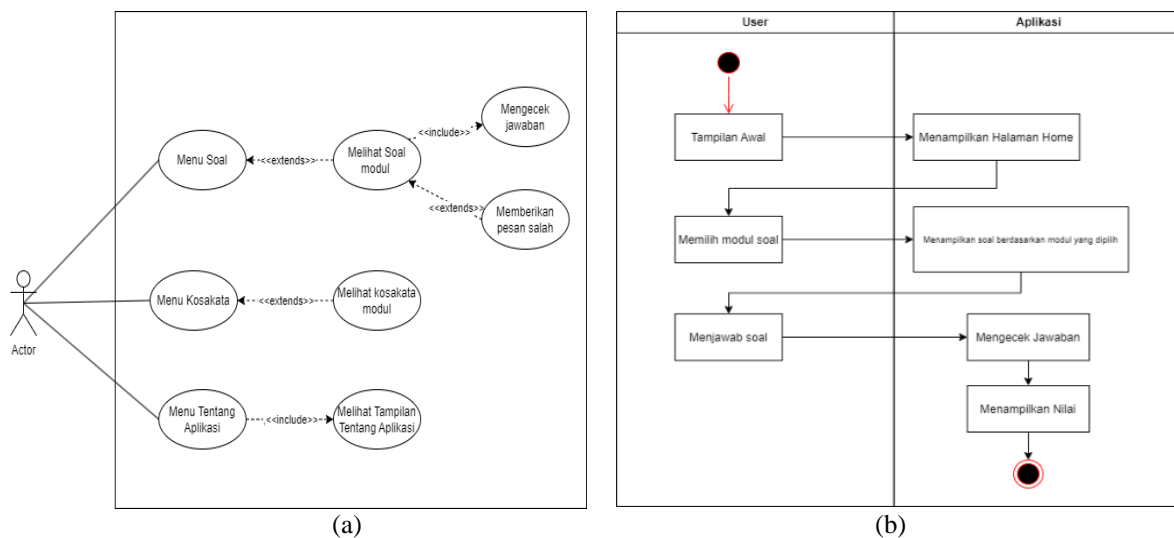 Mengecek
jawaban
<<include>>
Menu Soal
<<extends>>
Melihat Soal
modul
<<extends>>
Memberikan
pesan salah
Menu Kosakata
<<extends>>
Melihat kosakata
modul
Actor
Menu Tentang
Aplikasi
<<include>>
Melihat Tampilan
Tentang Aplikasi
(a)
User
Aplikasi
Tampilan Awal
Menampilkan Halaman Home
Memilih modul soal
Menampilkan soal berdasarkan modul yang dipilih
Menjawab soal
Mengecek Jawaban
Menampilkan Nilai
(b)